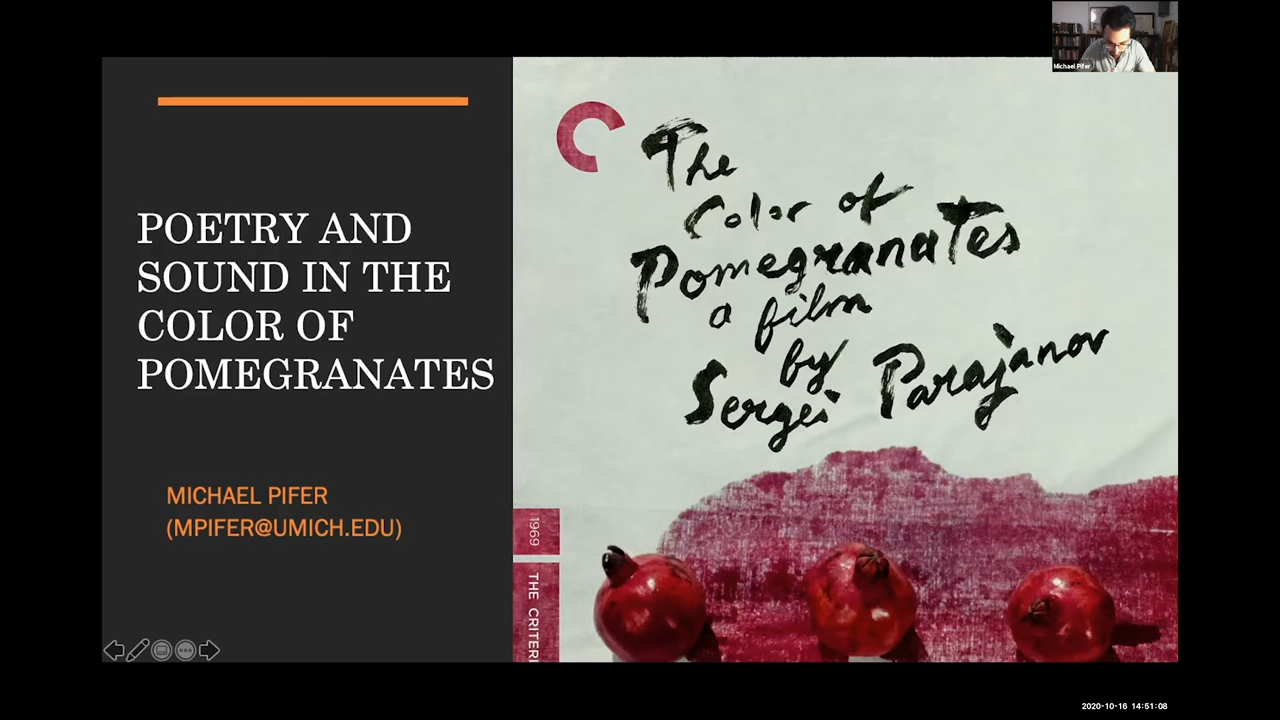 Michael Pifer
POETRY AND
SOUND IN THE
COLOR OF
POMEGRANATES
MICHAEL PIFER
(MPIFER@UMICH.EDU)
The
Color of
Pomegranates
a film
by
Sergei Parajanov
1969
THE CRITERI
2020-10-16 14:51:08